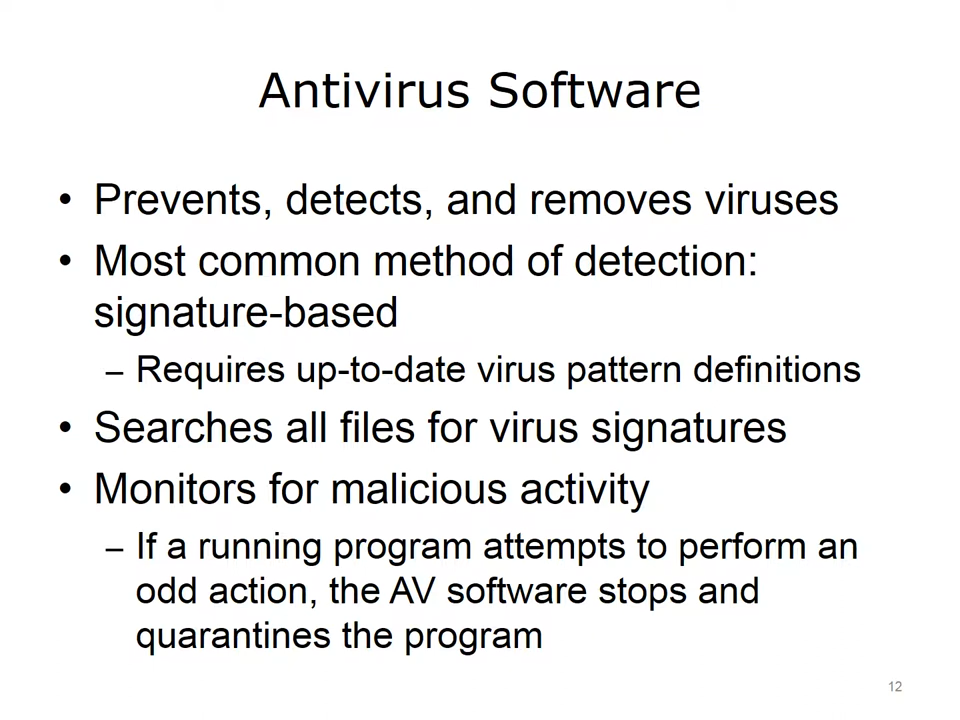 Antivirus Software
• Prevents, detects, and removes viruses
• Most common method of detection:
signature-based
– Requires up-to-date virus pattern definitions
• Searches all files for virus signatures
• Monitors for malicious activity
– If a running program attempts to perform an
odd action, the AV software stops and
quarantines the program
12